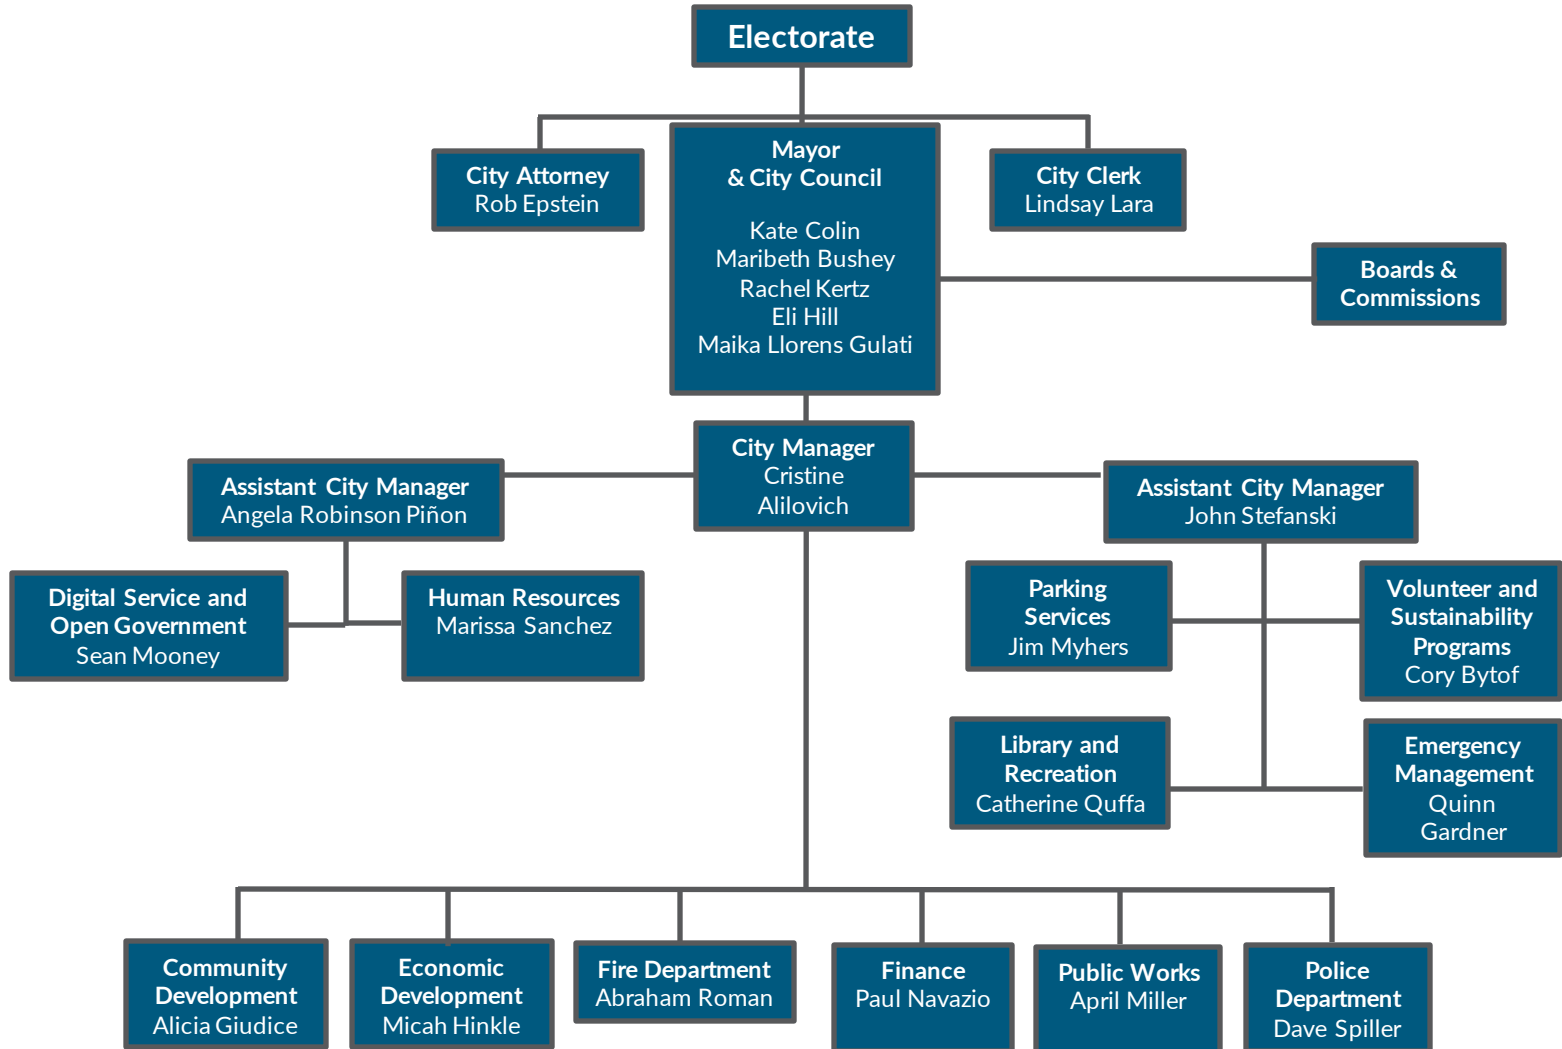 Electorate
City Attorney
Rob Epstein
Mayor
& City Council
Kate Colin
Maribeth Bushey
Rachel Kertz
Eli Hill
Maika Llorens Gulati
City Clerk
Lindsay Lara
Boards &
Commissions
City Manager
Cristine
Alilovich
Assistant City Manager
Angela Robinson Piñon
Assistant City Manager
John Stefanski
Digital Service and
Open Government
Sean Mooney
Human Resources
Marissa Sanchez
Parking
Services
Jim Myhers
Volunteer and
Sustainability
Programs
Cory Bytof
Library and
Recreation
Catherine Quffa
Emergency
Management
Quinn
Gardner
Community
Development
Alicia Giudice
Economic
Development
Micah Hinkle
Fire Department
Abraham Roman
Finance
Paul Navazio
Public Works
April Miller
Police
Department
Dave Spiller